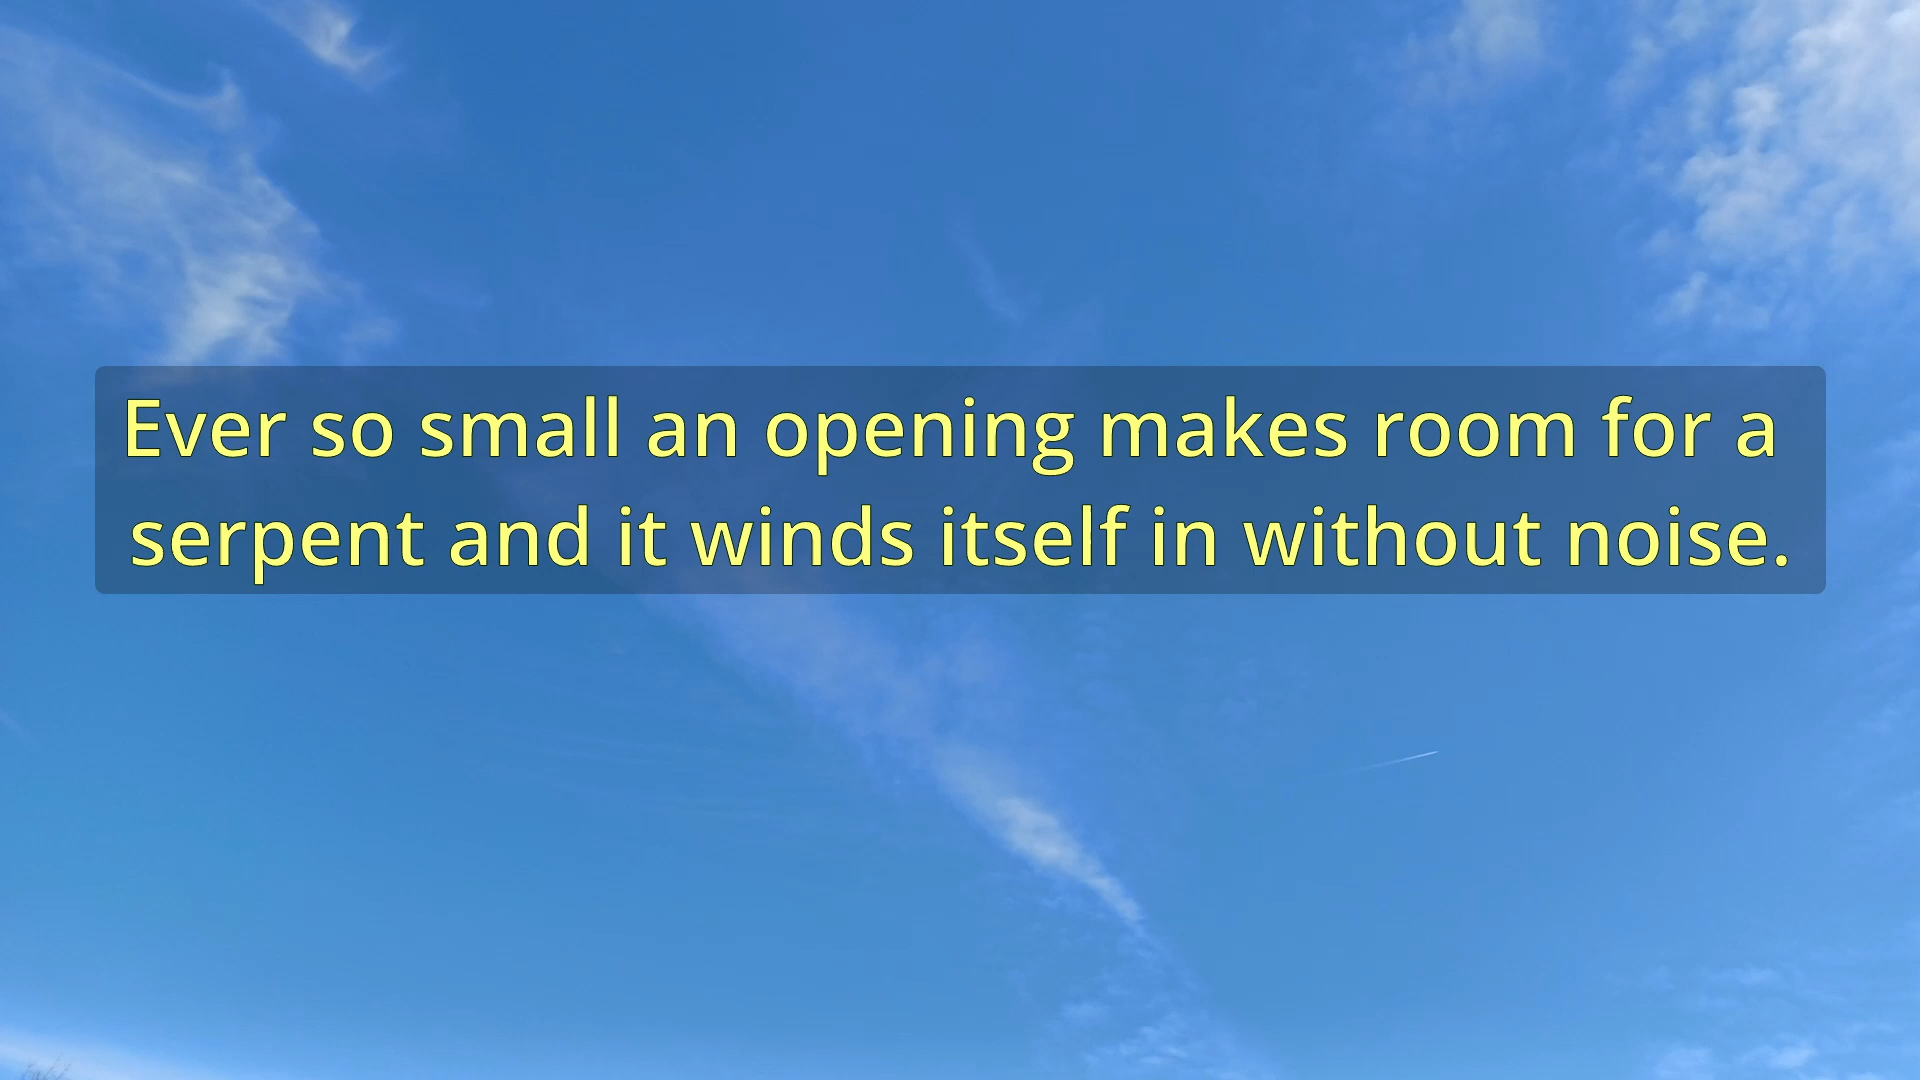 Ever so small an opening makes room for a
serpent and it winds itself in without noise.